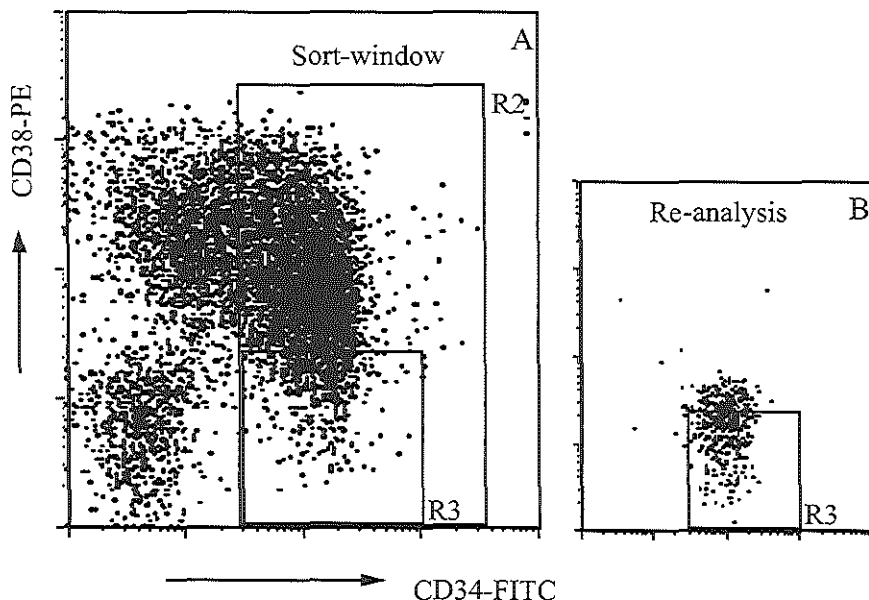 A
Sort-window
R2
CD38-PE
R3
CD34-FITC
Re-analysis
B
R3